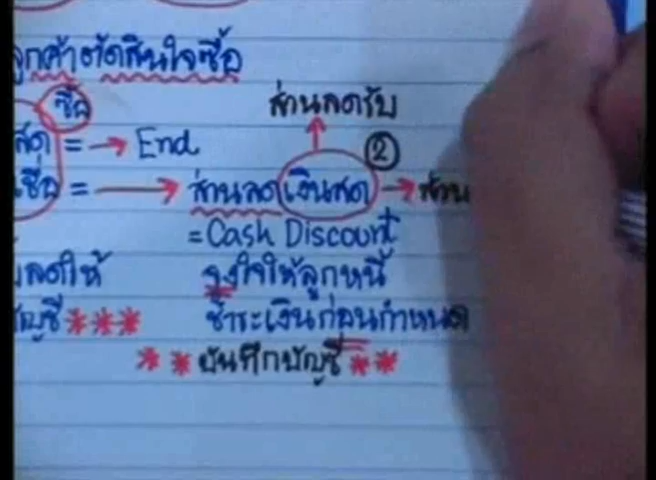 ลูกค้าตัดสินใจซื้อ
ซื้อ ส่วนลดรับ
สด = → End ②
เชื่อ = → ส่วนลดเงินสด → ส่วน
= Cash Discount
ลดให้ จูงใจให้ลูกหนี้
บัญชี *** ชำระเงินก่อนกำหนด
** บันทึกบัญชี **